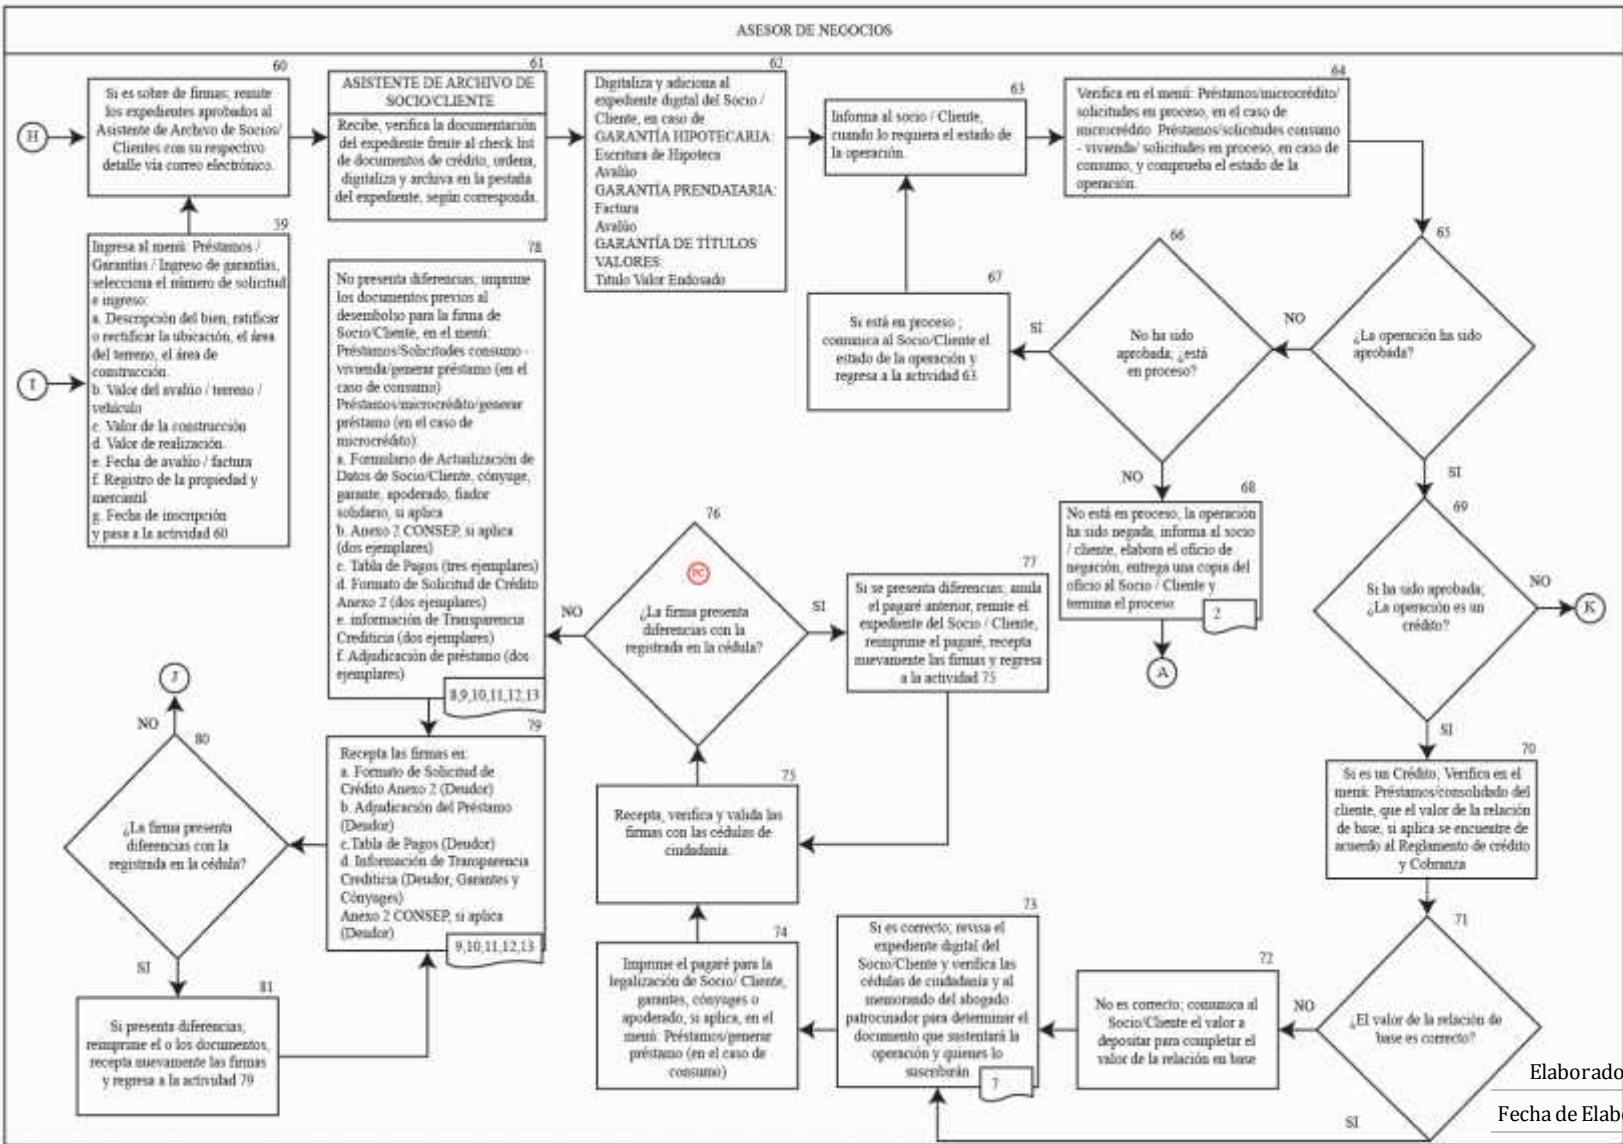 ASESOR DE NEGOCIOS
H
60
Si es sobre de firmas; remite
los expedientes aprobados al
Asistente de Archivo de Socios/
Clientes con su respectivo
detalle vía correo electrónico.
61
ASISTENTE DE ARCHIVO DE
SOCIO/CLIENTE
Recibe, verifica la documentación
del expediente frente al check list
de documentos de crédito, ordena,
digitaliza y archiva en la pestaña
del expediente, según corresponda.
62
Digitaliza y adiciona al
expediente digital del Socio /
Cliente, en caso de
GARANTÍA HIPOTECARIA:
Escritura de Hipoteca
Avalúo
GARANTÍA PRENDATARIA:
Factura
Avalúo
GARANTÍA DE TÍTULOS
VALORES:
Titulo Valor Endosado
63
Informa al socio / Cliente,
cuando lo requiera el estado de
la operación.
64
Verifica en el menú: Préstamos/microcrédito/
solicitudes en proceso, en el caso de
microcrédito. Préstamos/solicitudes consumo
- vivienda/ solicitudes en proceso, en caso de
consumo, y comprueba el estado de la
operación.
I
59
Ingresa al menú: Préstamos /
Garantías / Ingreso de garantías,
selecciona el número de solicitud
e ingreso:
a. Descripción del bien, ratificar
o rectificar la ubicación, el área
del terreno, el área de
construcción.
b. Valor del avalúo / terreno /
vehículo
c. Valor de la construcción
d. Valor de realización.
e. Fecha de avalúo / factura
f. Registro de la propiedad y
mercantil
g. Fecha de inscripción
y pasa a la actividad 60
65
¿La operación ha sido
aprobada?
NO
SI
66
No ha sido
aprobada; ¿está
en proceso?
SI
NO
67
Si está en proceso ;
comunica al Socio/Cliente el
estado de la operación y
regresa a la actividad 63
68
No está en proceso; la operación
ha sido negada, informa al socio
/ cliente, elabora el oficio de
negación, entrega una copia del
oficio al Socio / Cliente y
termina el proceso
2
A
69
Si ha sido aprobada;
¿La operación es un
crédito?
NO
K
SI
70
Si es un Crédito, Verifica en el
menú: Préstamos/consolidado del
cliente, que el valor de la relación
de base, si aplica se encuentre de
acuerdo al Reglamento de crédito
y Cobranza
71
¿El valor de la relación de
base es correcto?
NO
SI
72
No es correcto; comunica al
Socio/Cliente el valor a
depositar para completar el
valor de la relación en base
73
Si es correcto; revisa el
expediente digital del
Socio/Cliente y verifica las
cédulas de ciudadanía y al
memorando del abogado
patrocinador para determinar el
documento que sustentará la
operación y quienes lo
suscribirán
7
74
Imprime el pagaré para la
legalización de Socio/ Cliente,
garantes, cónyuges o
apoderado, si aplica, en el
menú: Préstamos/generar
préstamo (en el caso de
consumo)
75
Recepta, verifica y valida las
firmas con las cédulas de
ciudadanía.
76
PC
¿La firma presenta
diferencias con la
registrada en la cédula?
NO
SI
77
Si se presenta diferencias; anula
el pagaré anterior, remite el
expediente del Socio / Cliente,
reimprime el pagaré, recepta
nuevamente las firmas y regresa
a la actividad 75
78
No presenta diferencias; imprime
los documentos previos al
desembolso para la firma de
Socio/Cliente, en el menú:
Préstamos/Solicitudes consumo -
vivienda/generar préstamo (en el
caso de consumo)
Préstamos/microcrédito/generar
préstamo (en el caso de
microcrédito):
a. Formulario de Actualización de
Datos de Socio/Cliente, cónyuge,
garante, apoderado, fiador
solidario, si aplica
b. Anexo 2 CONSEP, si aplica
(dos ejemplares)
c. Tabla de Pagos (tres ejemplares)
d. Formato de Solicitud de Crédito
Anexo 2 (dos ejemplares)
e. información de Transparencia
Crediticia (dos ejemplares)
f. Adjudicación de préstamo (dos
ejemplares)
8,9,10,11,12,13
79
Recepta las firmas en:
a. Formato de Solicitud de
Crédito Anexo 2 (Deudor)
b. Adjudicación del Préstamo
(Deudor)
c.Tabla de Pagos (Deudor)
d. Información de Transparencia
Crediticia (Deudor, Garantes y
Cónyuges)
Anexo 2 CONSEP, si aplica
(Deudor)
9,10,11,12,13
J
NO
80
¿La firma presenta
diferencias con la
registrada en la cédula?
SI
81
Si presenta diferencias;
reimprime el o los documentos,
recepta nuevamente las firmas
y regresa a la actividad 79
Elaborado
Fecha de Elab